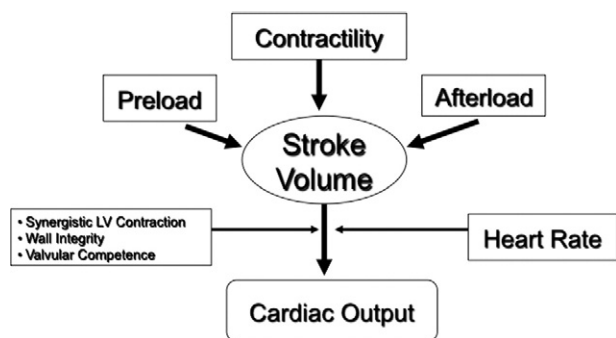 Contractility
Preload
Afterload
Stroke
Volume
• Synergistic LV Contraction
• Wall Integrity
• Valvular Competence
Heart Rate
Cardiac Output